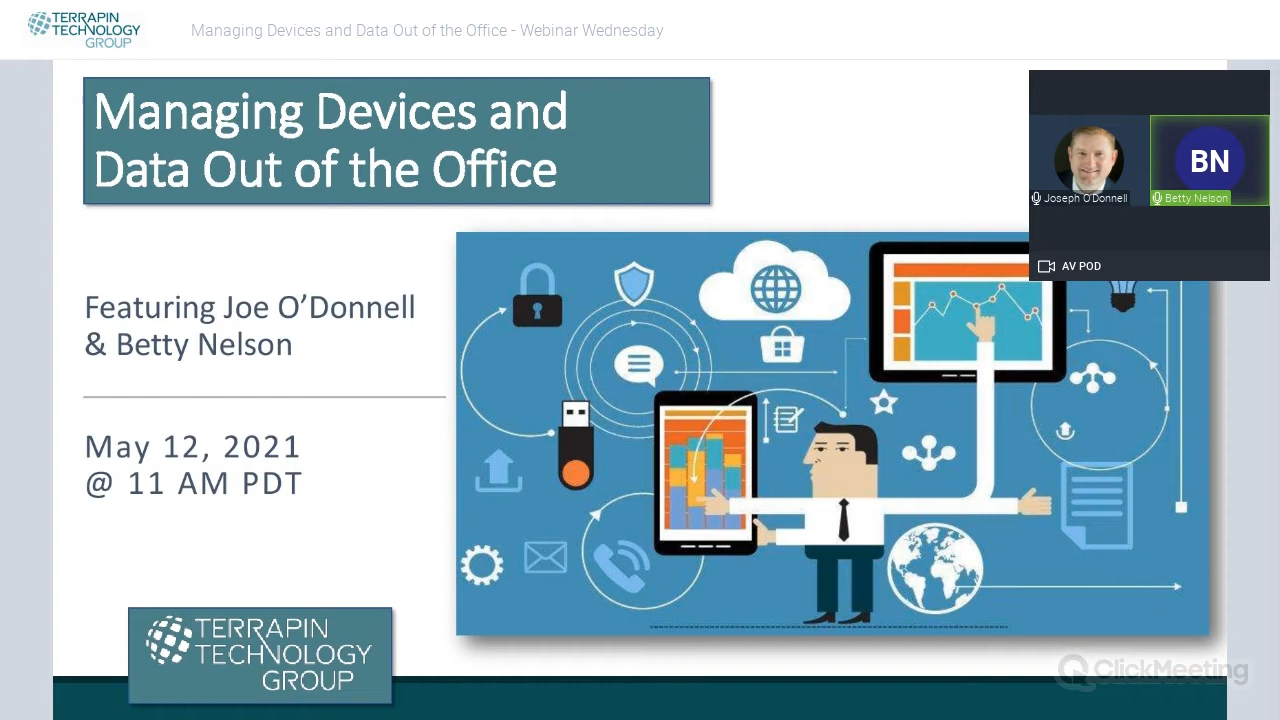 TERRAPIN
TECHNOLOGY
GROUP
Managing Devices and Data Out of the Office - Webinar Wednesday
Managing Devices and
Data Out of the Office
BN
Joseph O'Donnell
Betty Nelson
AV POD
Featuring Joe O’Donnell
& Betty Nelson
May 12, 2021
@ 11 AM PDT
TERRAPIN
TECHNOLOGY
GROUP
ClickMeeting